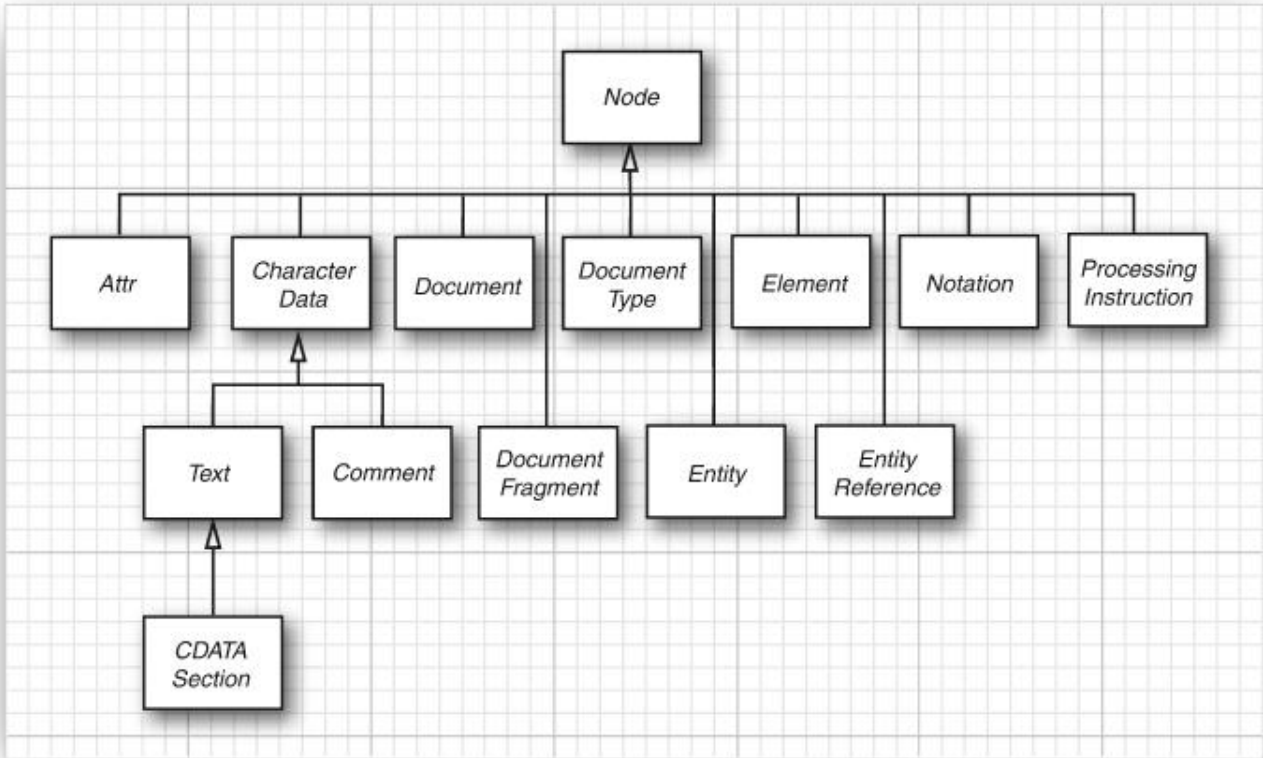 Node
Attr
Character
Data
Document
Document
Type
Element
Notation
Processing
Instruction
Text
Comment
Document
Fragment
Entity
Entity
Reference
CDATA
Section